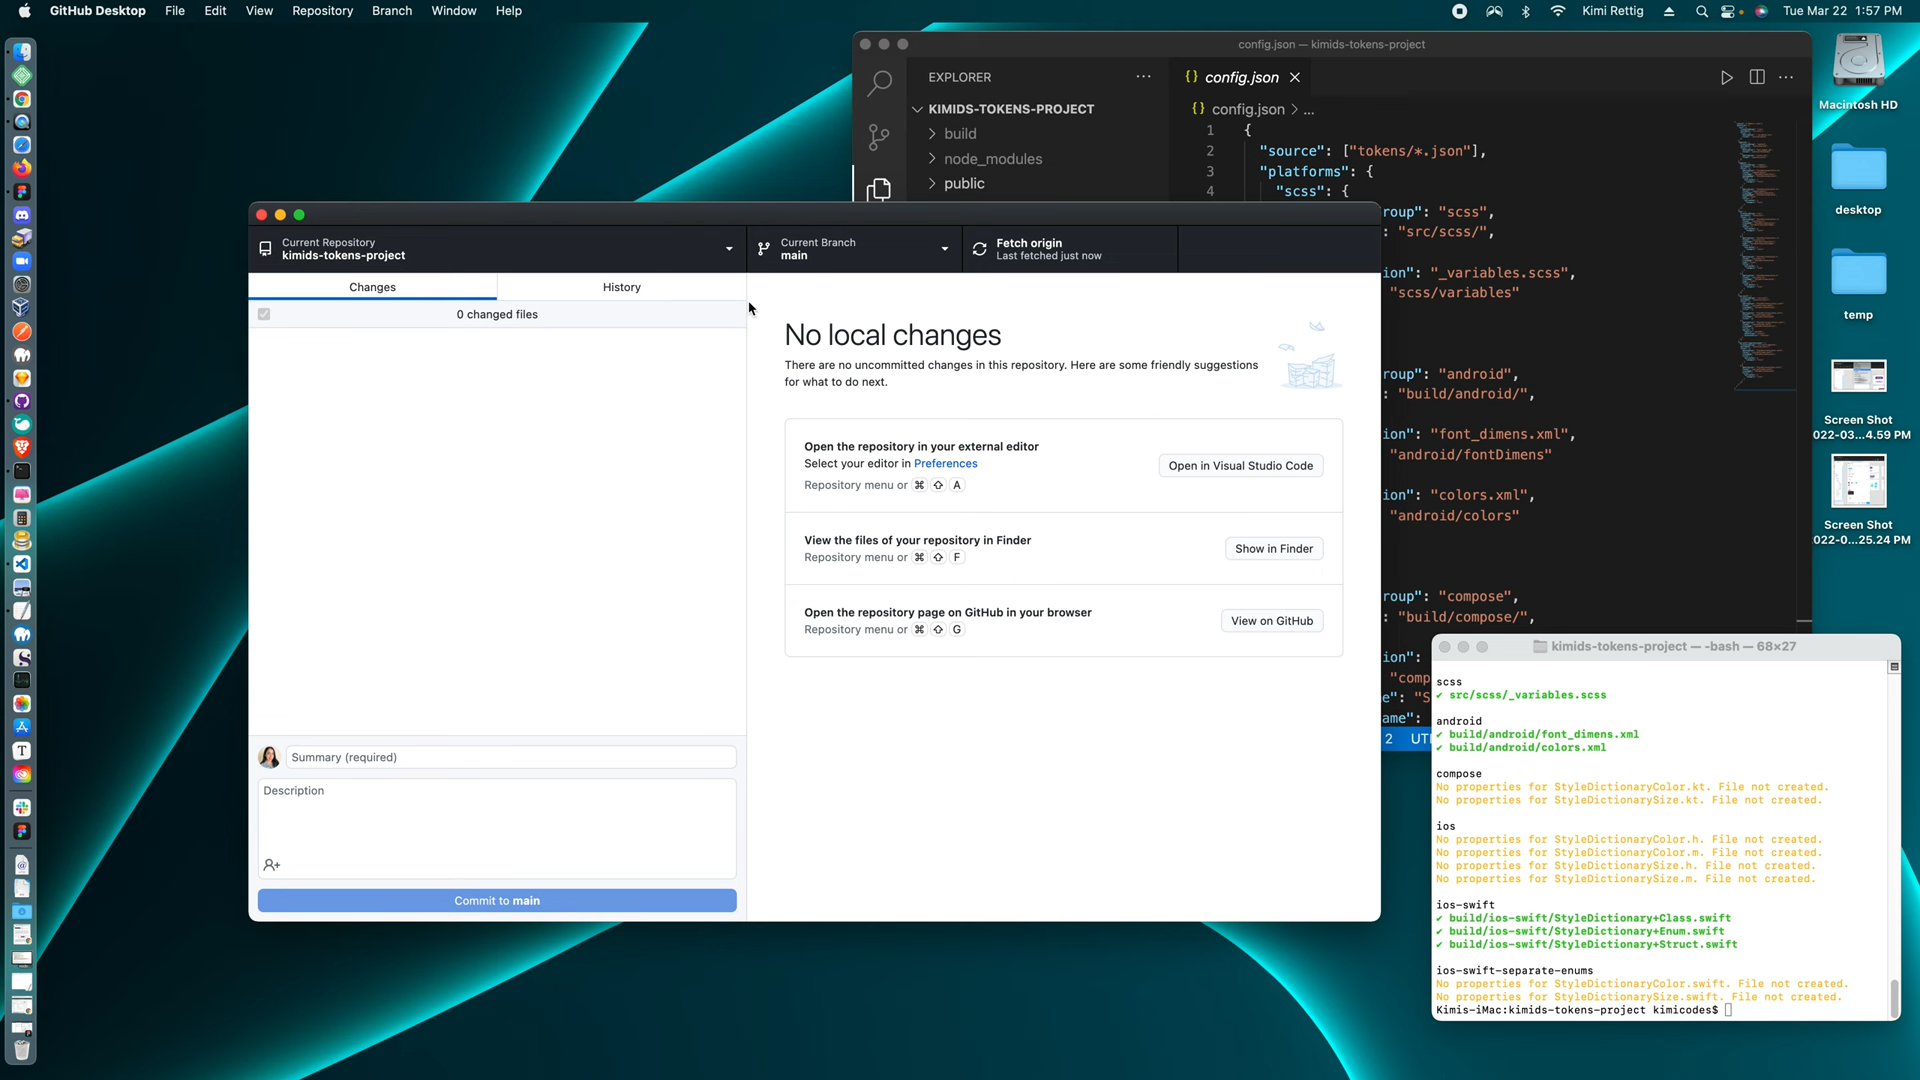 GitHub Desktop File Edit View Repository Branch Window Help
Kimi Rettig Tue Mar 22 1:57 PM
config.json — kimids-tokens-project
EXPLORER
KIMIDS-TOKENS-PROJECT
> build
> node_modules
> public
{} config.json
{} config.json > ...
1 {
2 "source": ["tokens/*.json"],
3 "platforms": {
4 "scss": {
roup": "scss",
: "src/scss/",
ion": "_variables.scss",
"scss/variables"
roup": "android",
: "build/android/",
ion": "font_dimens.xml",
"android/fontDimens"
ion": "colors.xml",
"android/colors"
roup": "compose",
: "build/compose/",
ion":
"comp
e": "S
ame":
2 UT
Current Repository
kimids-tokens-project
Current Branch
main
Fetch origin
Last fetched just now
Changes
History
0 changed files
No local changes
There are no uncommitted changes in this repository. Here are some friendly suggestions
for what to do next.
Open the repository in your external editor
Select your editor in Preferences
Repository menu or ⌘ ⇧ A
Open in Visual Studio Code
View the files of your repository in Finder
Repository menu or ⌘ ⇧ F
Show in Finder
Open the repository page on GitHub in your browser
Repository menu or ⌘ ⇧ G
View on GitHub
Summary (required)
Description
Commit to main
kimids-tokens-project — -bash — 68×27
scss
✔ src/scss/_variables.scss
android
✔ build/android/font_dimens.xml
✔ build/android/colors.xml
compose
No properties for StyleDictionaryColor.kt. File not created.
No properties for StyleDictionarySize.kt. File not created.
ios
No properties for StyleDictionaryColor.h. File not created.
No properties for StyleDictionaryColor.m. File not created.
No properties for StyleDictionarySize.h. File not created.
No properties for StyleDictionarySize.m. File not created.
ios-swift
✔ build/ios-swift/StyleDictionary+Class.swift
✔ build/ios-swift/StyleDictionary+Enum.swift
✔ build/ios-swift/StyleDictionary+Struct.swift
ios-swift-separate-enums
No properties for StyleDictionaryColor.swift. File not created.
No properties for StyleDictionarySize.swift. File not created.
Kimis-iMac:kimids-tokens-project kimicodes$
Macintosh HD
desktop
temp
Screen Shot
022-03...4.59 PM
Screen Shot
022-0...25.24 PM